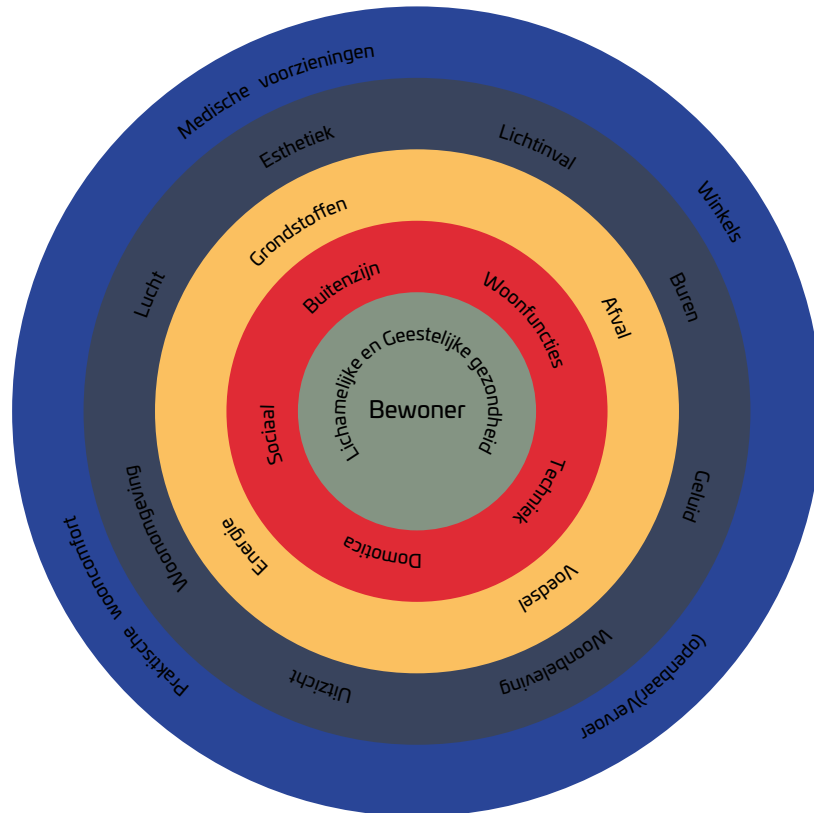 Medische voorzieningen
Winkels
(openbaar)Vervoer
Praktische wooncomfort
Esthetiek
Lichtinval
Buren
Geluid
Woonbeleving
Uitzicht
Woonomgeving
Lucht
Grondstoffen
Afval
Voedsel
Energie
Buitenzijn
Woonfuncties
Techniek
Domotica
Sociaal
Lichamelijke en Geestelijke gezondheid
Bewoner